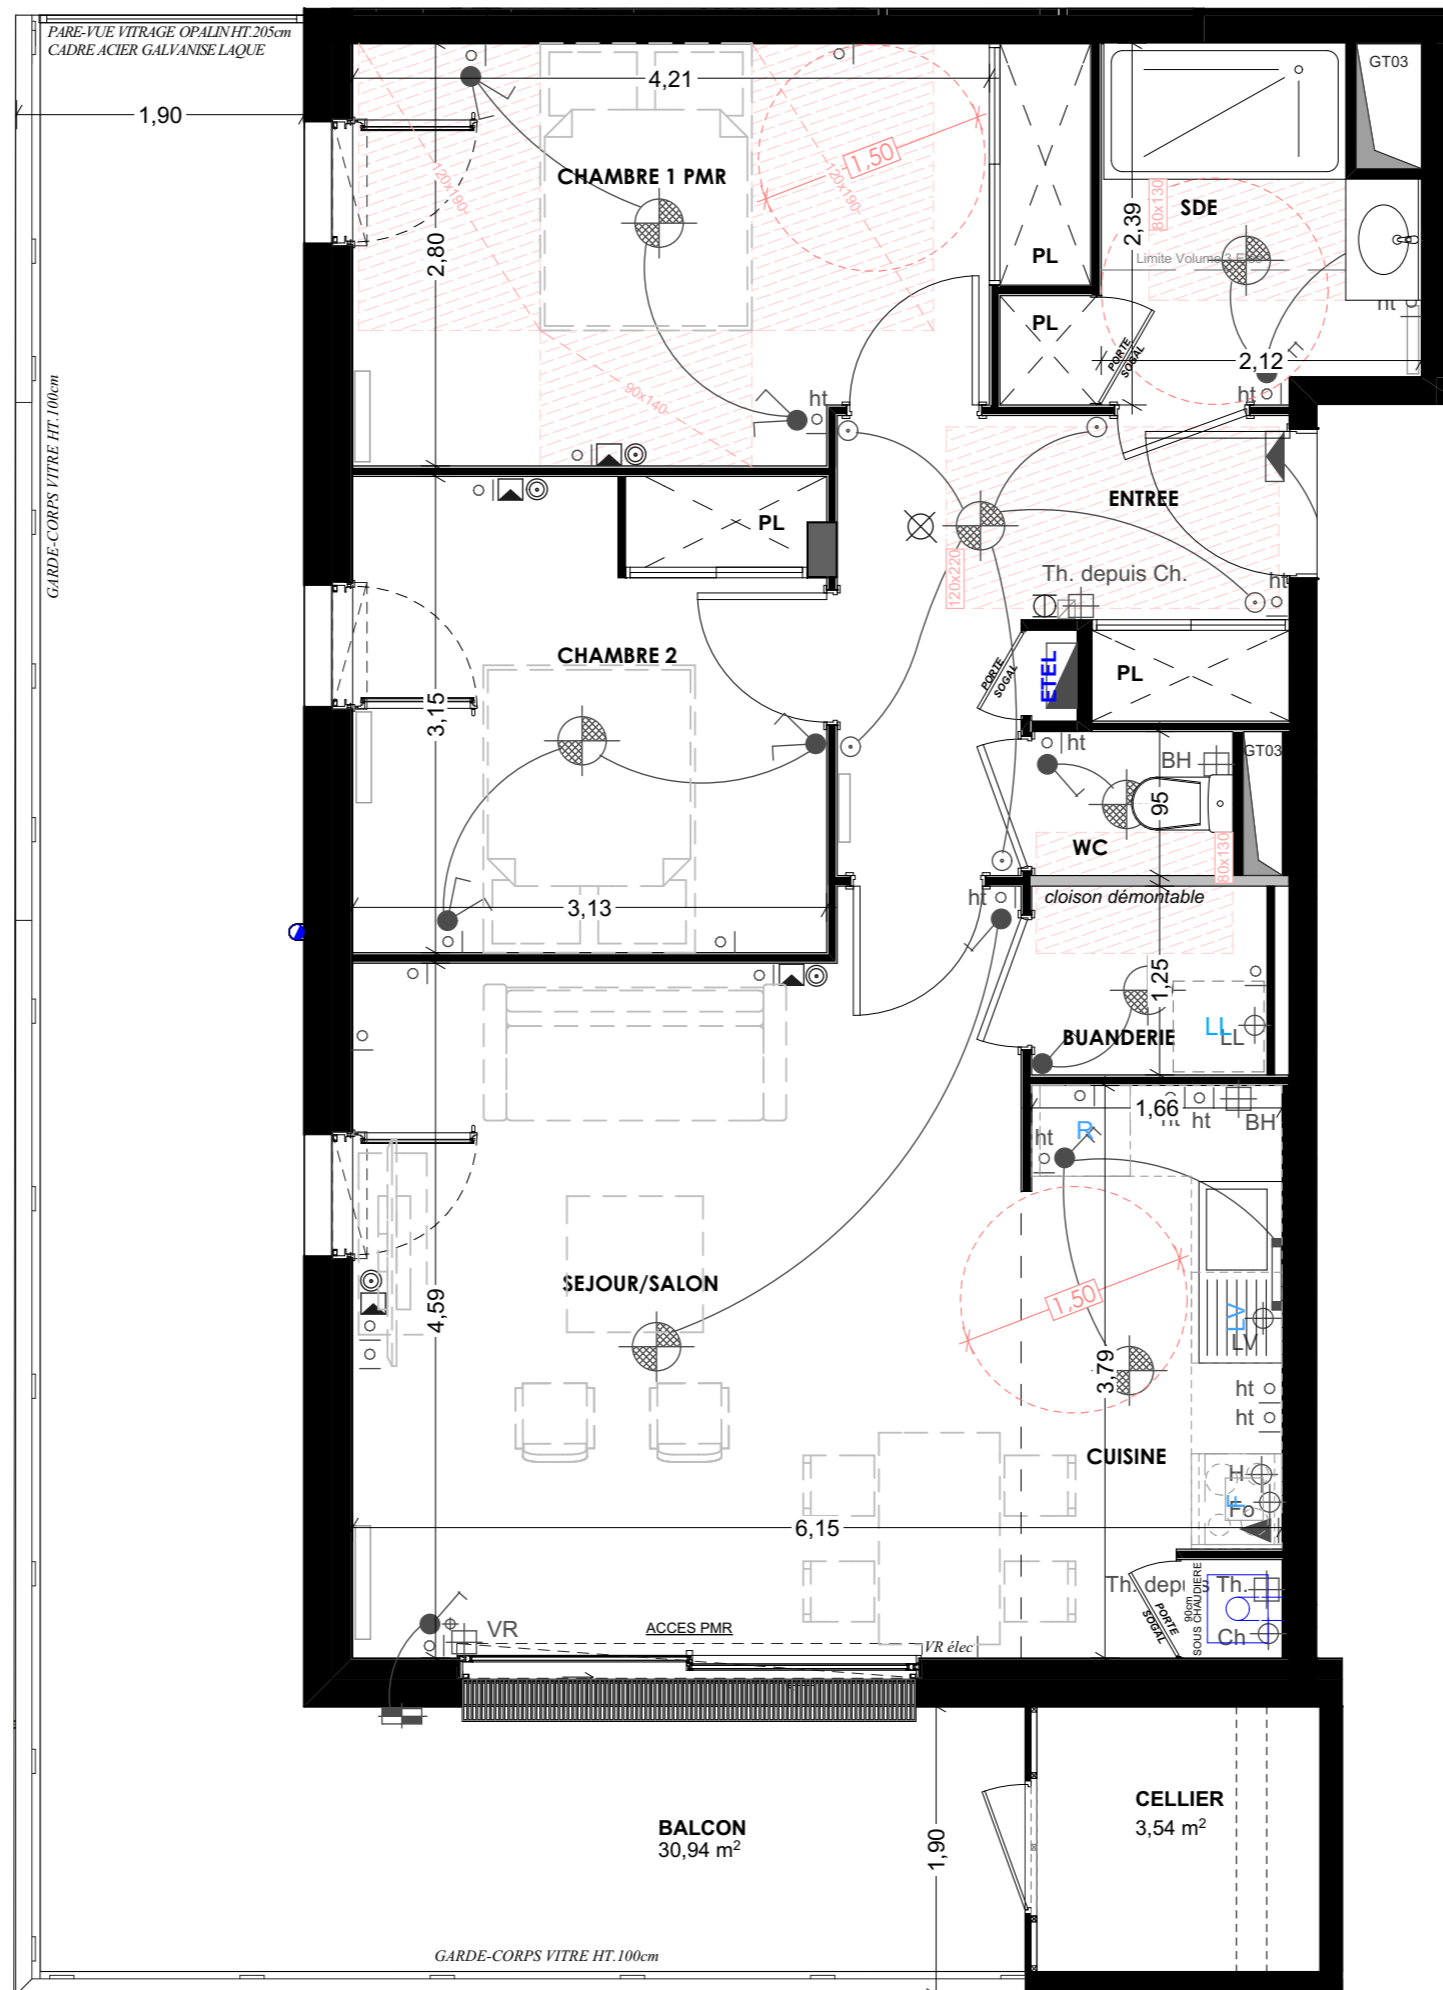 PARE-VUE VITRAGE OPALIN HT.205cm
CADRE ACIER GALVANISE LAQUE
GT03
4,21
1,90
1,50
CHAMBRE 1 PMR
120x190
120x190
80x130
SDE
2,39
2,80
PL
Limite Volume 3
ht
PL
PORTE
SOGAL
2,12
GARDE-CORPS VITRE HT.100cm
90x140
ht
ht
ENTREE
PL
120x220
Th. depuis Ch.
ht
CHAMBRE 2
PORTE
SOGAL
ETEL
PL
3,15
ht
BH
GT03
95
WC
80x130
cloison démontable
ht
3,13
1,25
BUANDERIE
LL
LL
1,66
R
ht
ht
ht
BH
SEJOUR/SALON
1,50
4,59
LV
LV
3,79
ht
ht
CUISINE
H
F
Fo
6,15
Th. depuis Th.
PORTE
SOGAL
90cm
SOUS CHAUDIERE
Ch
VR
ACCES PMR
VR élec
BALCON
30,94 m²
1,90
CELLIER
3,54 m²
GARDE-CORPS VITRE HT.100cm